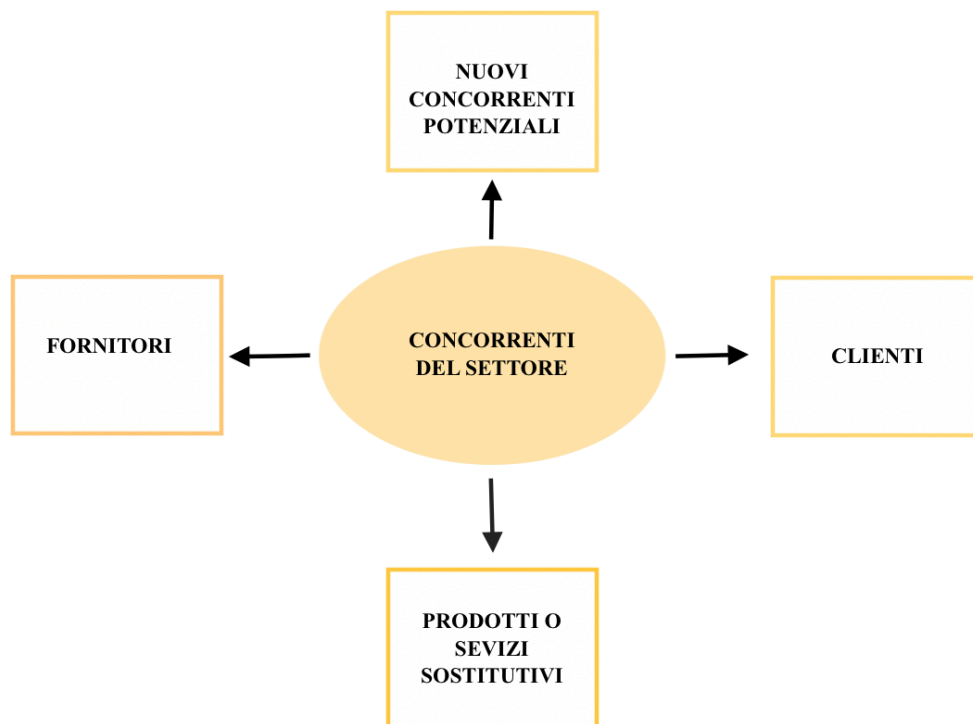 NUOVI
CONCORRENTI
POTENZIALI
FORNITORI
CONCORRENTI
DEL SETTORE
CLIENTI
PRODOTTI O
SEVIZI
SOSTITUTIVI